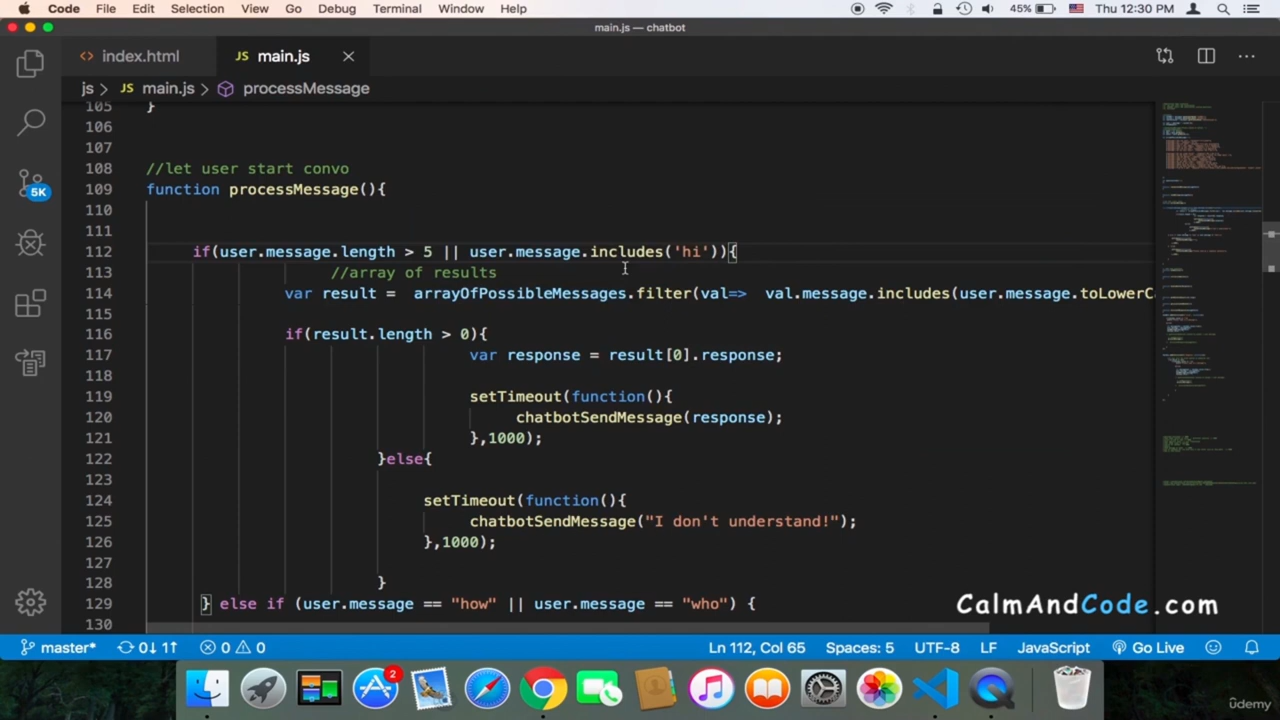 Code File Edit Selection View Go Debug Terminal Window Help 45% Thu 12:30 PM
main.js — chatbot
<> index.html JS main.js
js > JS main.js > processMessage
105 }
106
107
108 //let user start convo
109 function processMessage(){
110
111
112 if(user.message.length > 5 || user.message.includes('hi')){
113 //array of results
114 var result = arrayOfPossibleMessages.filter(val=> val.message.includes(user.message.toLowerC
115
116 if(result.length > 0){
117 var response = result[0].response;
118
119 setTimeout(function(){
120 chatbotSendMessage(response);
121 },1000);
122 }else{
123
124 setTimeout(function(){
125 chatbotSendMessage("I don't understand!");
126 },1000);
127
128 }
129 } else if (user.message == "how" || user.message == "who") {
130
5K
CalmAndCode.com
master* 0↓ 1↑ 0 0 Ln 112, Col 65 Spaces: 5 UTF-8 LF JavaScript Go Live
2
ûdemy